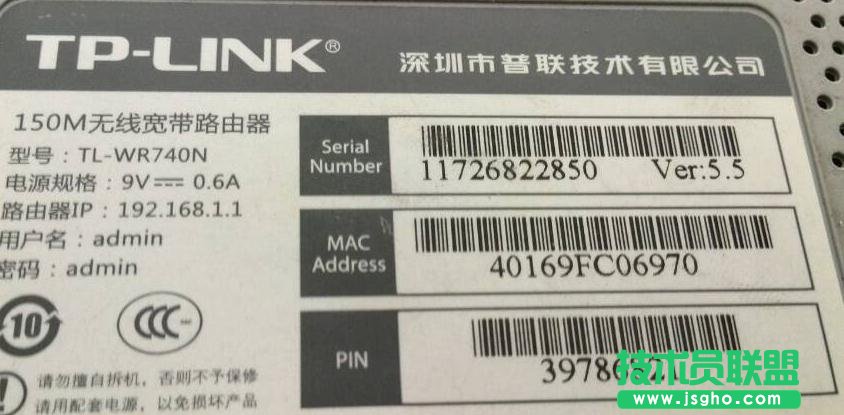 TP-LINK®
深圳市普联技术有限公司
150M无线宽带路由器
型号：TL-WR740N
电源规格：9V⎓ 0.6A
路由器IP：192.168.1.1
用户名：admin
密码：admin
Serial Number
11726822850 Ver:5.5
MAC Address
40169FC06970
PIN
10
CCC
请勿擅自拆机，否则不予保修
请用配套电源，以免损坏产品
技术员联盟
www.jsgho.com